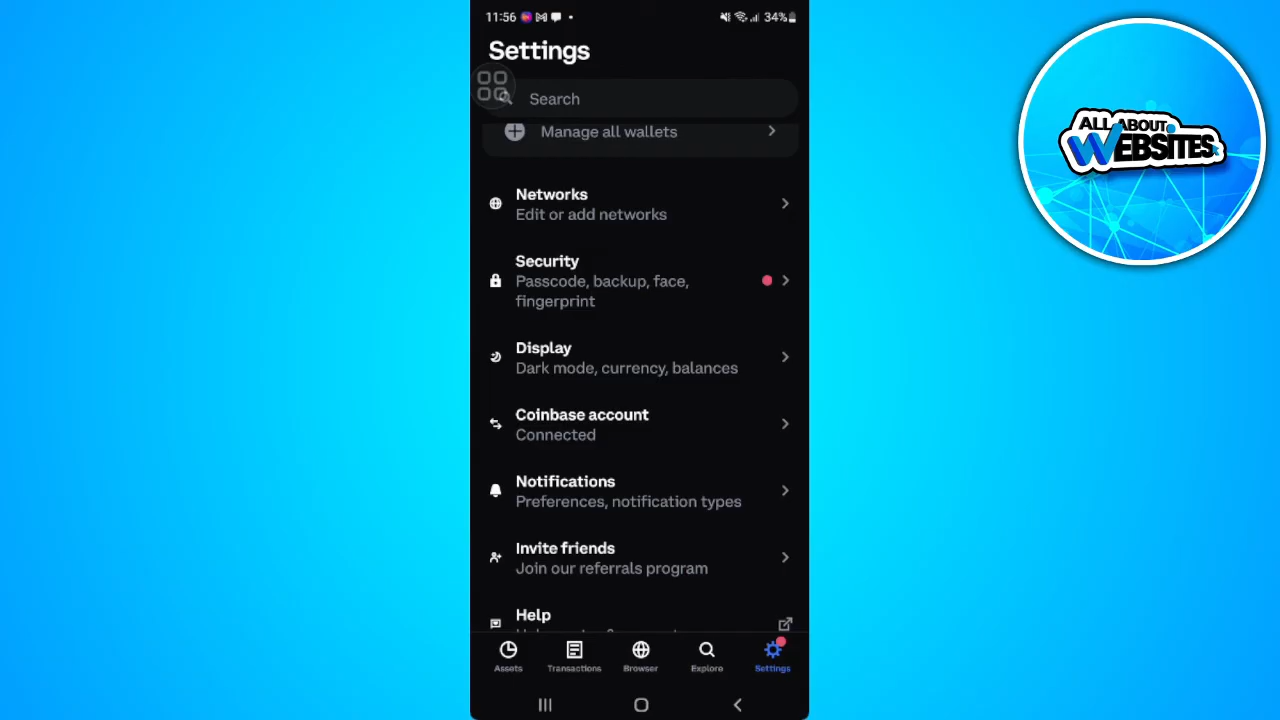 11:56
34%
Settings
Search
Manage all wallets
Networks
Edit or add networks
Security
Passcode, backup, face,
fingerprint
Display
Dark mode, currency, balances
Coinbase account
Connected
Notifications
Preferences, notification types
Invite friends
Join our referrals program
Help
Assets
Transactions
Browser
Explore
Settings
ALL ABOUT
WEBSITES